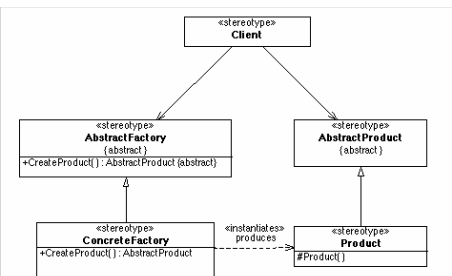 «stereotype»
Client
«stereotype»
AbstractFactory
{abstract }
+CreateProduct( ) : AbstractProduct {abstract}
«stereotype»
AbstractProduct
{abstract }
«stereotype»
ConcreteFactory
+CreateProduct( ) : AbstractProduct
«instantiates»
produces
«stereotype»
Product
#Product( )